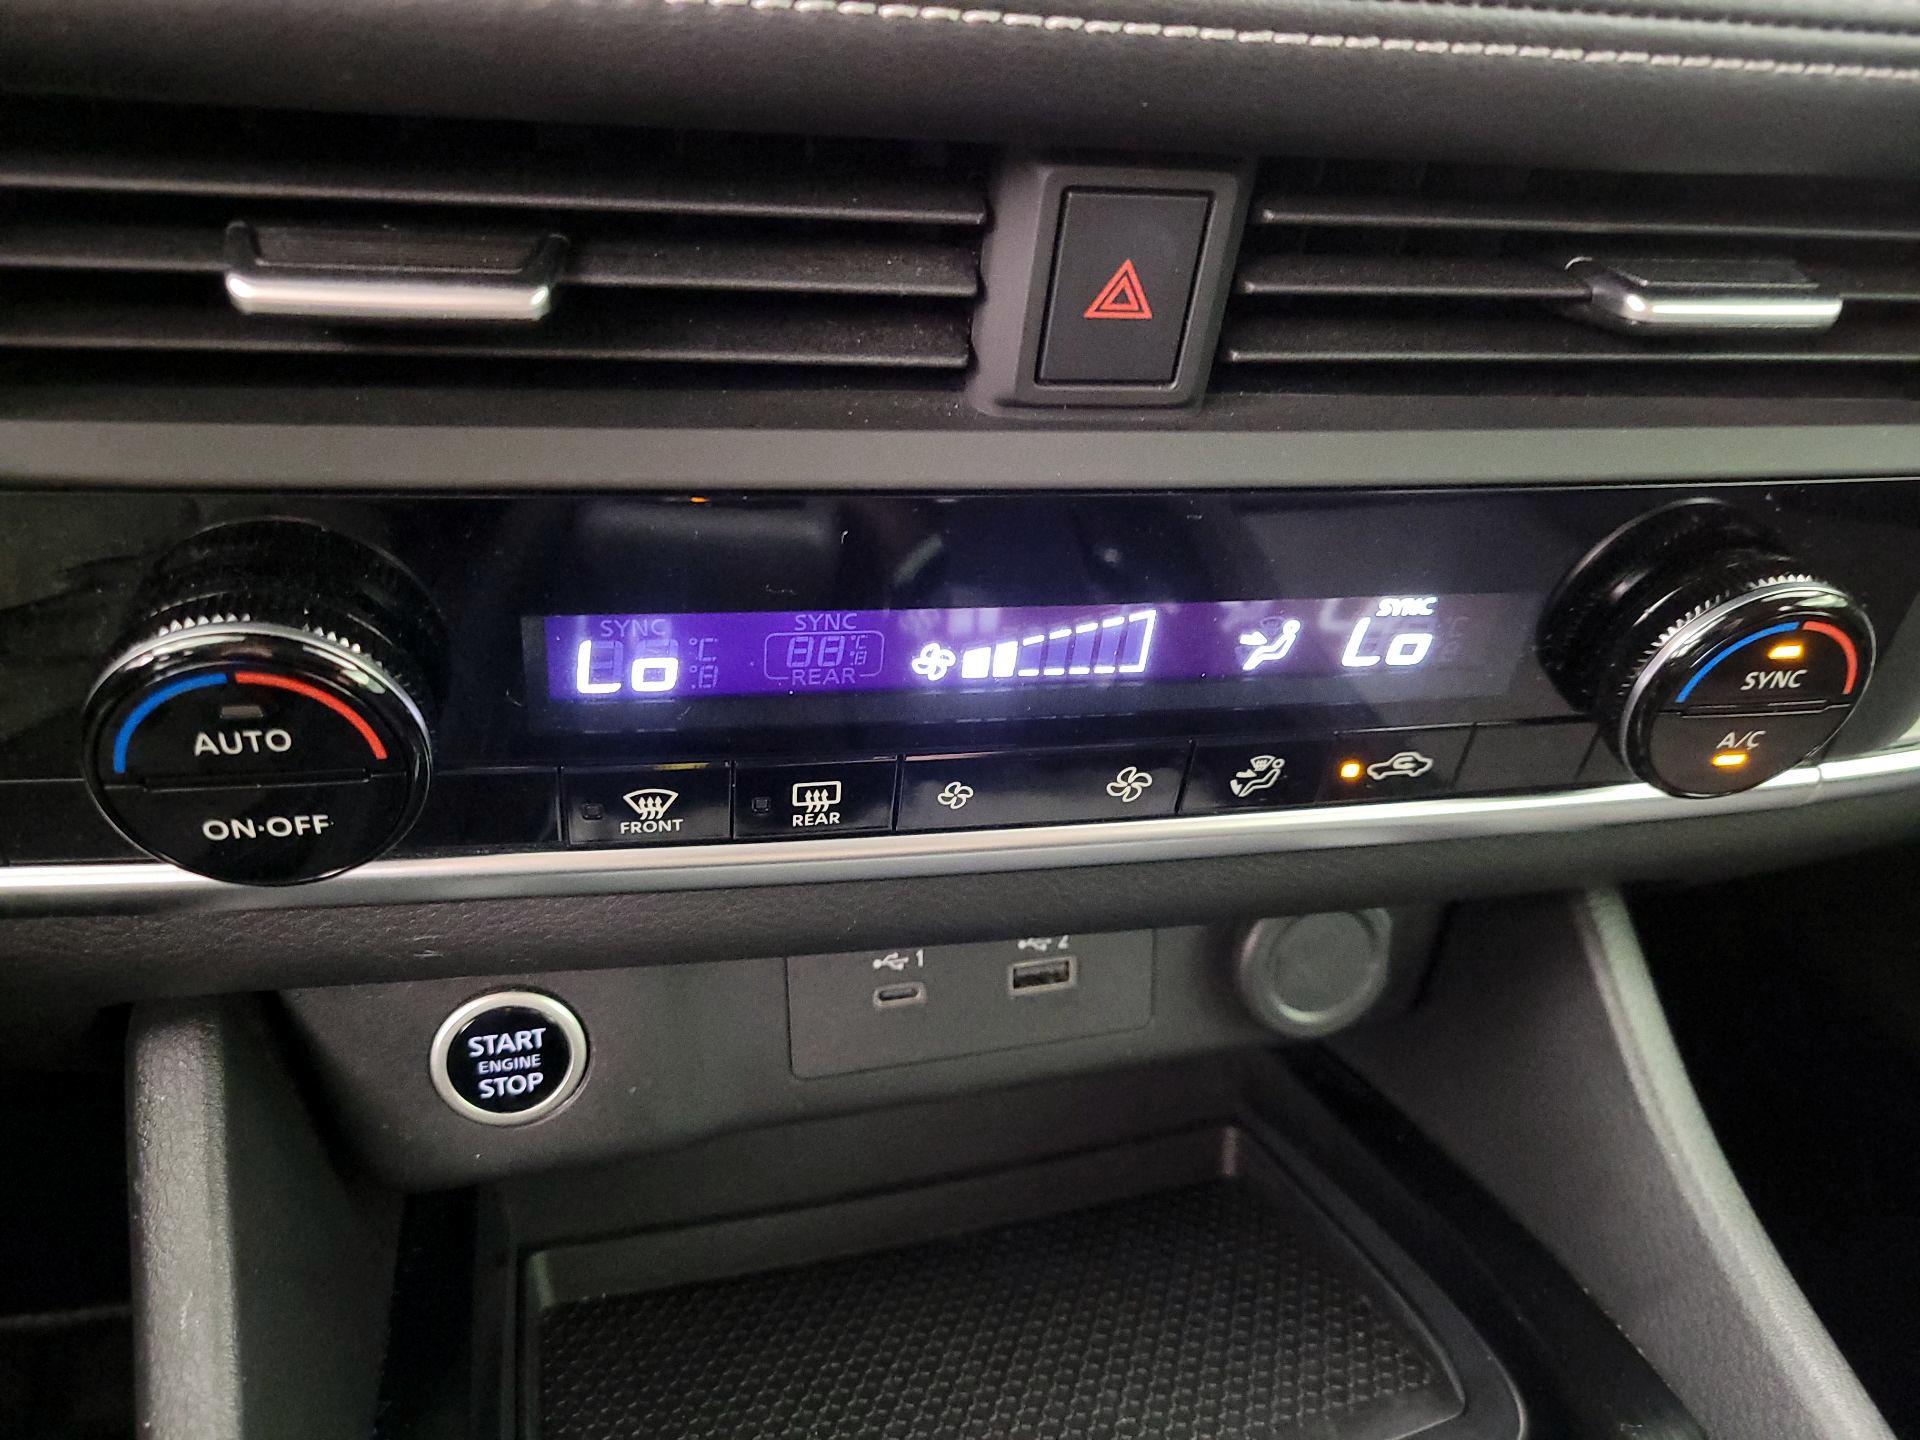 SYNC
Lo
SYNC
88
REAR
SYNC
Lo
AUTO
ON·OFF
FRONT
REAR
SYNC
A/C
1
2
START
ENGINE
STOP